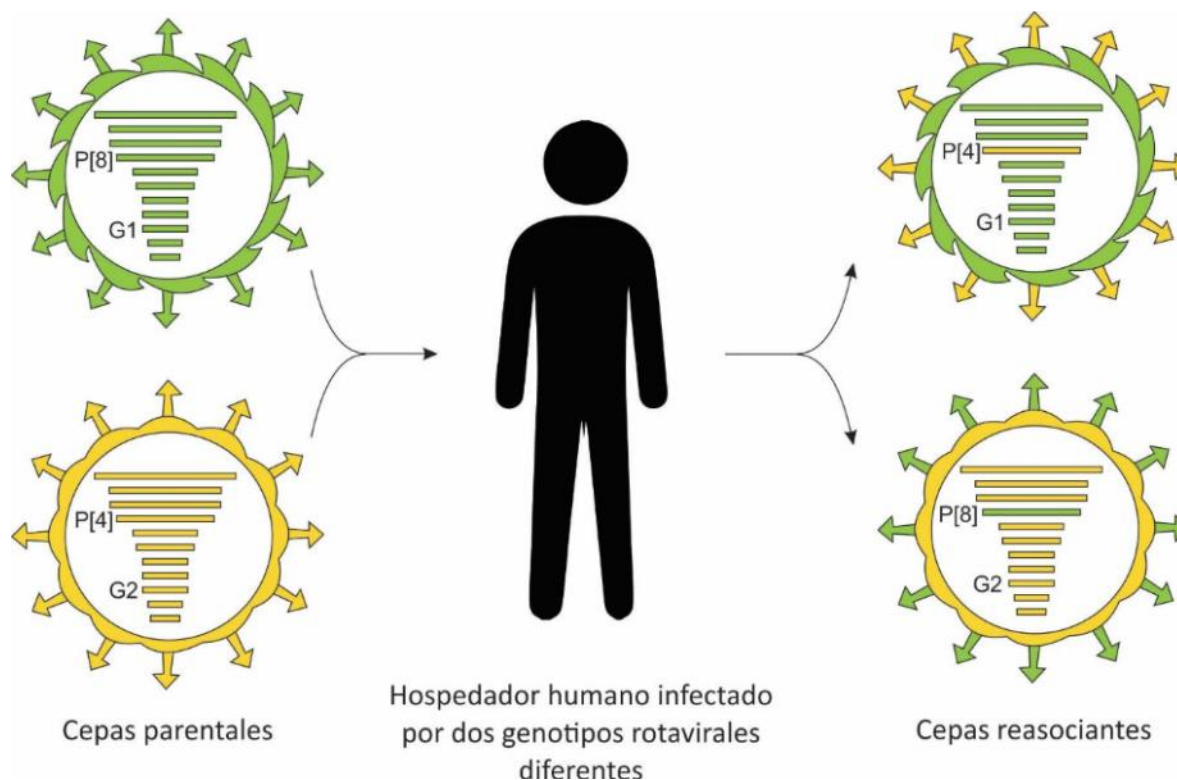 P[8]
G1
P[4]
G2
P[4]
G1
P[8]
G2
Cepas parentales
Hospedador humano infectado
por dos genotipos rotavirales
diferentes
Cepas reasociantes